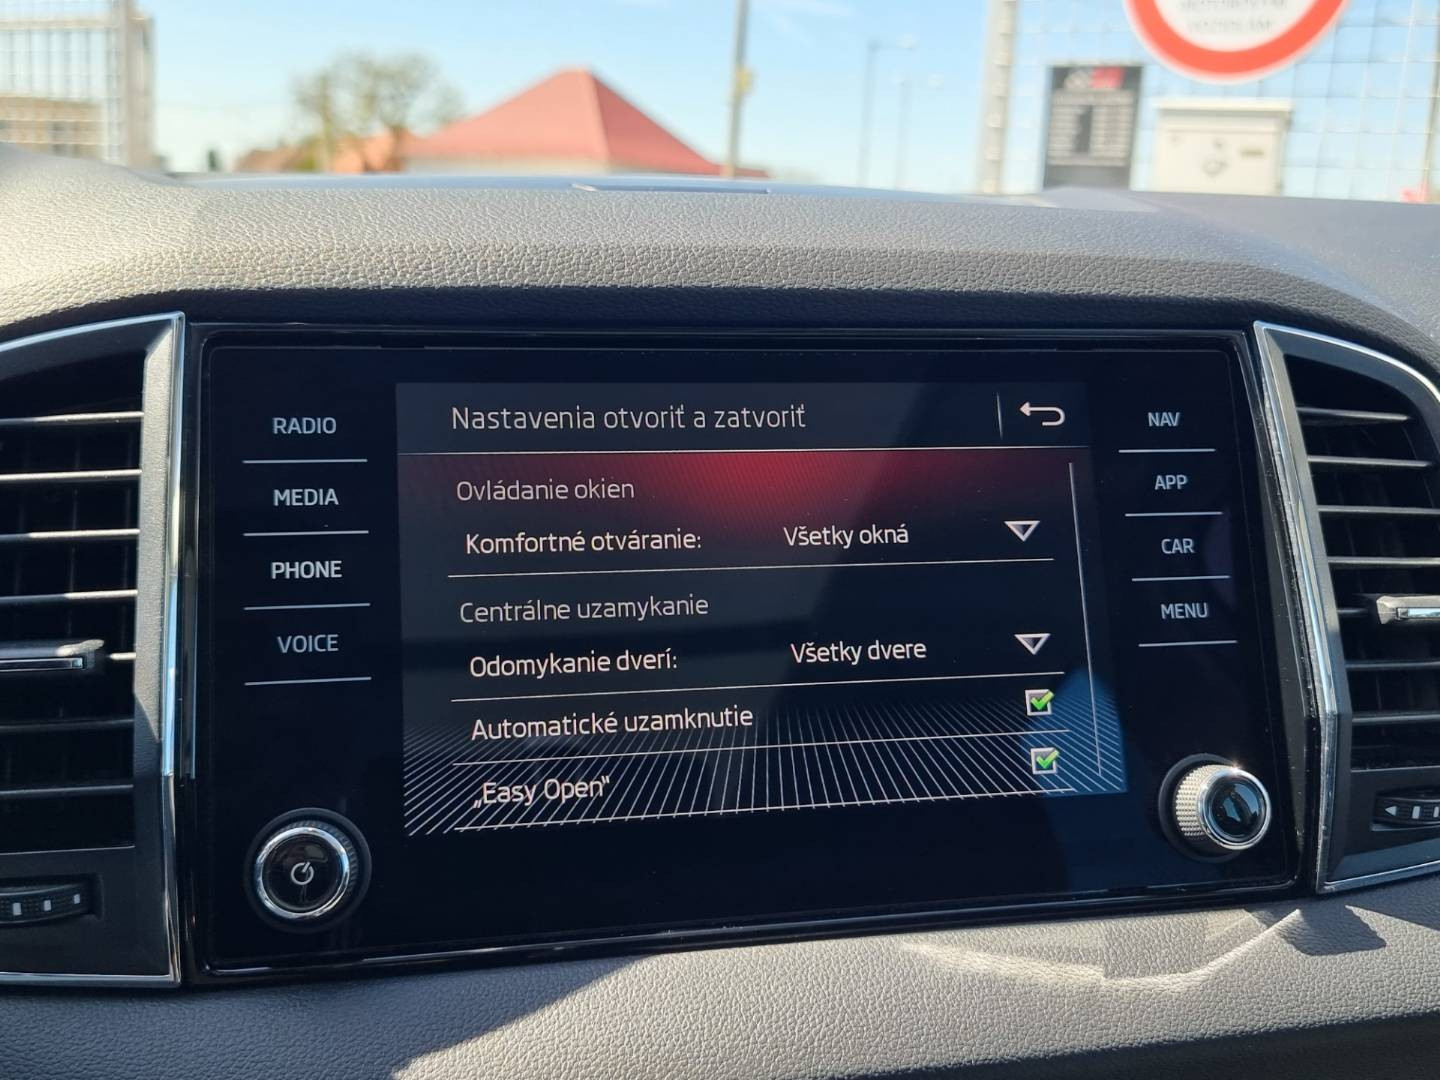 RADIO
MEDIA
PHONE
VOICE
Nastavenia otvoriť a zatvoriť
Ovládanie okien
Komfortné otváranie: Všetky okná
Centrálne uzamykanie
Odomykanie dverí: Všetky dvere
Automatické uzamknutie
„Easy Open"
NAV
APP
CAR
MENU